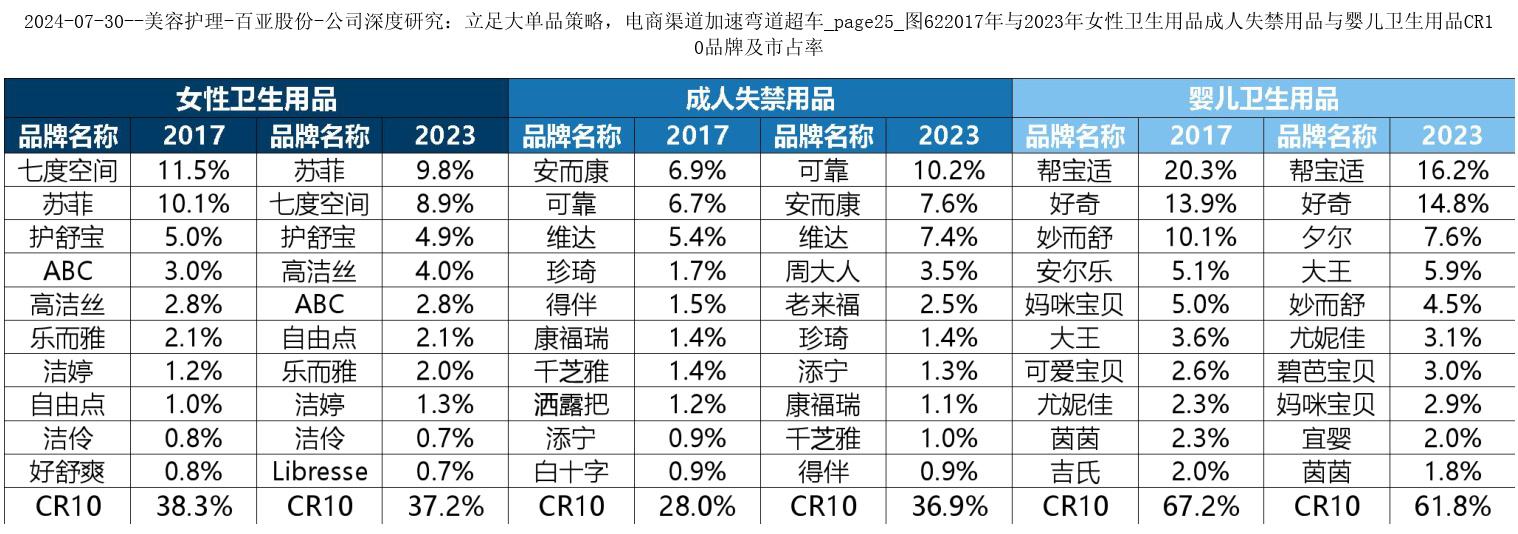 2024-07-30--美容护理-百亚股份-公司深度研究：立足大单品策略，电商渠道加速弯道超车_page25_图622017年与2023年女性卫生用品成人失禁用品与婴儿卫生用品CR1
0品牌及市占率
女性卫生用品 成人失禁用品 婴儿卫生用品
品牌名称 2017 品牌名称 2023 品牌名称 2017 品牌名称 2023 品牌名称 2017 品牌名称 2023
七度空间 11.5% 苏菲 9.8% 安而康 6.9% 可靠 10.2% 帮宝适 20.3% 帮宝适 16.2%
苏菲 10.1% 七度空间 8.9% 可靠 6.7% 安而康 7.6% 好奇 13.9% 好奇 14.8%
护舒宝 5.0% 护舒宝 4.9% 维达 5.4% 维达 7.4% 妙而舒 10.1% 夕尔 7.6%
ABC 3.0% 高洁丝 4.0% 珍琦 1.7% 周大人 3.5% 安尔乐 5.1% 大王 5.9%
高洁丝 2.8% ABC 2.8% 得伴 1.5% 老来福 2.5% 妈咪宝贝 5.0% 妙而舒 4.5%
乐而雅 2.1% 自由点 2.1% 康福瑞 1.4% 珍琦 1.4% 大王 3.6% 尤妮佳 3.1%
洁婷 1.2% 乐而雅 2.0% 千芝雅 1.4% 添宁 1.3% 可爱宝贝 2.6% 碧芭宝贝 3.0%
自由点 1.0% 洁婷 1.3% 洒露把 1.2% 康福瑞 1.1% 尤妮佳 2.3% 妈咪宝贝 2.9%
洁伶 0.8% 洁伶 0.7% 添宁 0.9% 千芝雅 1.0% 茵茵 2.3% 宜婴 2.0%
好舒爽 0.8% Libresse 0.7% 白十字 0.9% 得伴 0.9% 吉氏 2.0% 茵茵 1.8%
CR10 38.3% CR10 37.2% CR10 28.0% CR10 36.9% CR10 67.2% CR10 61.8%